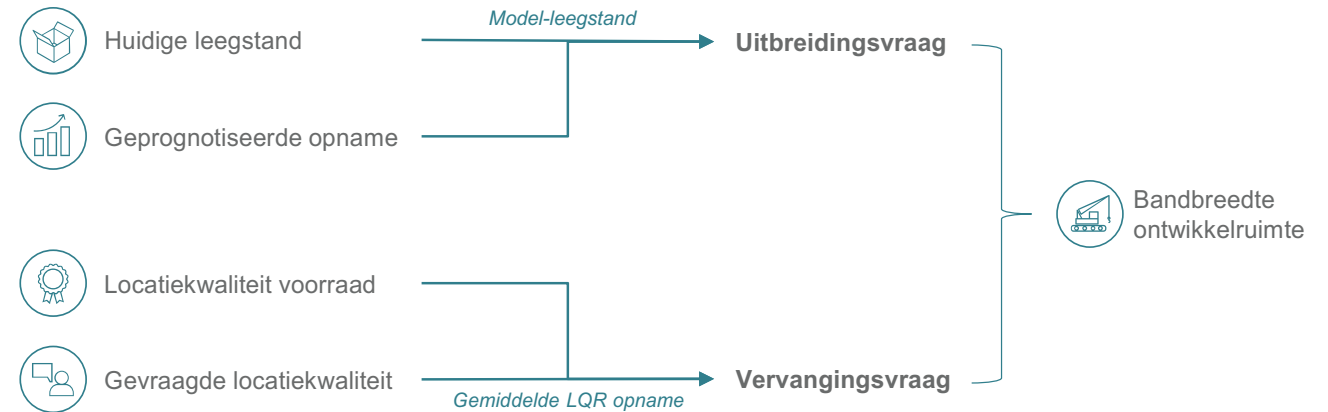 Model-leegstand
Huidige leegstand
Uitbreidingsvraag
Geprognotiseerde opname
Bandbreedte
ontwikkelruimte
Locatiekwaliteit voorraad
Gevraagde locatiekwaliteit
Vervangingsvraag
Gemiddelde LQR opname